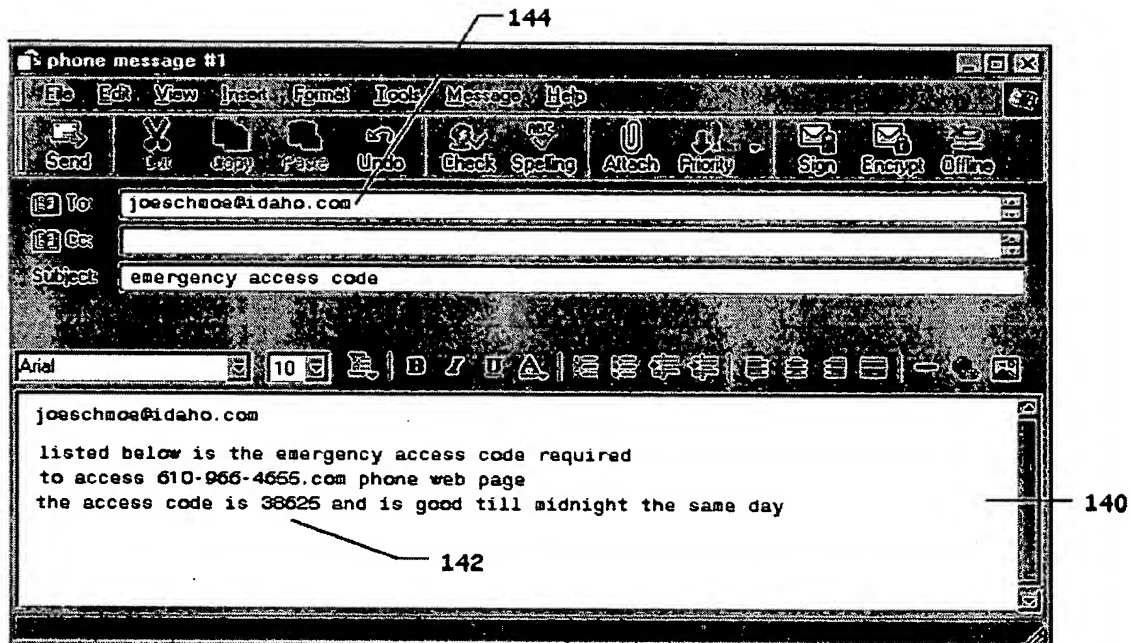 144
phone message #1
File Edit View Insert Format Tools Message Help
Send Cut Copy Paste Undo Check Spelling Attach Priority Sign Encrypt Offline
To: joeschmoe@idaho.com
Cc:
Subject: emergency access code
Arial 10 B I U A
joeschmoe@idaho.com
listed below is the emergency access code required
to access 610-966-4655.com phone web page
the access code is 38625 and is good till midnight the same day
140
142